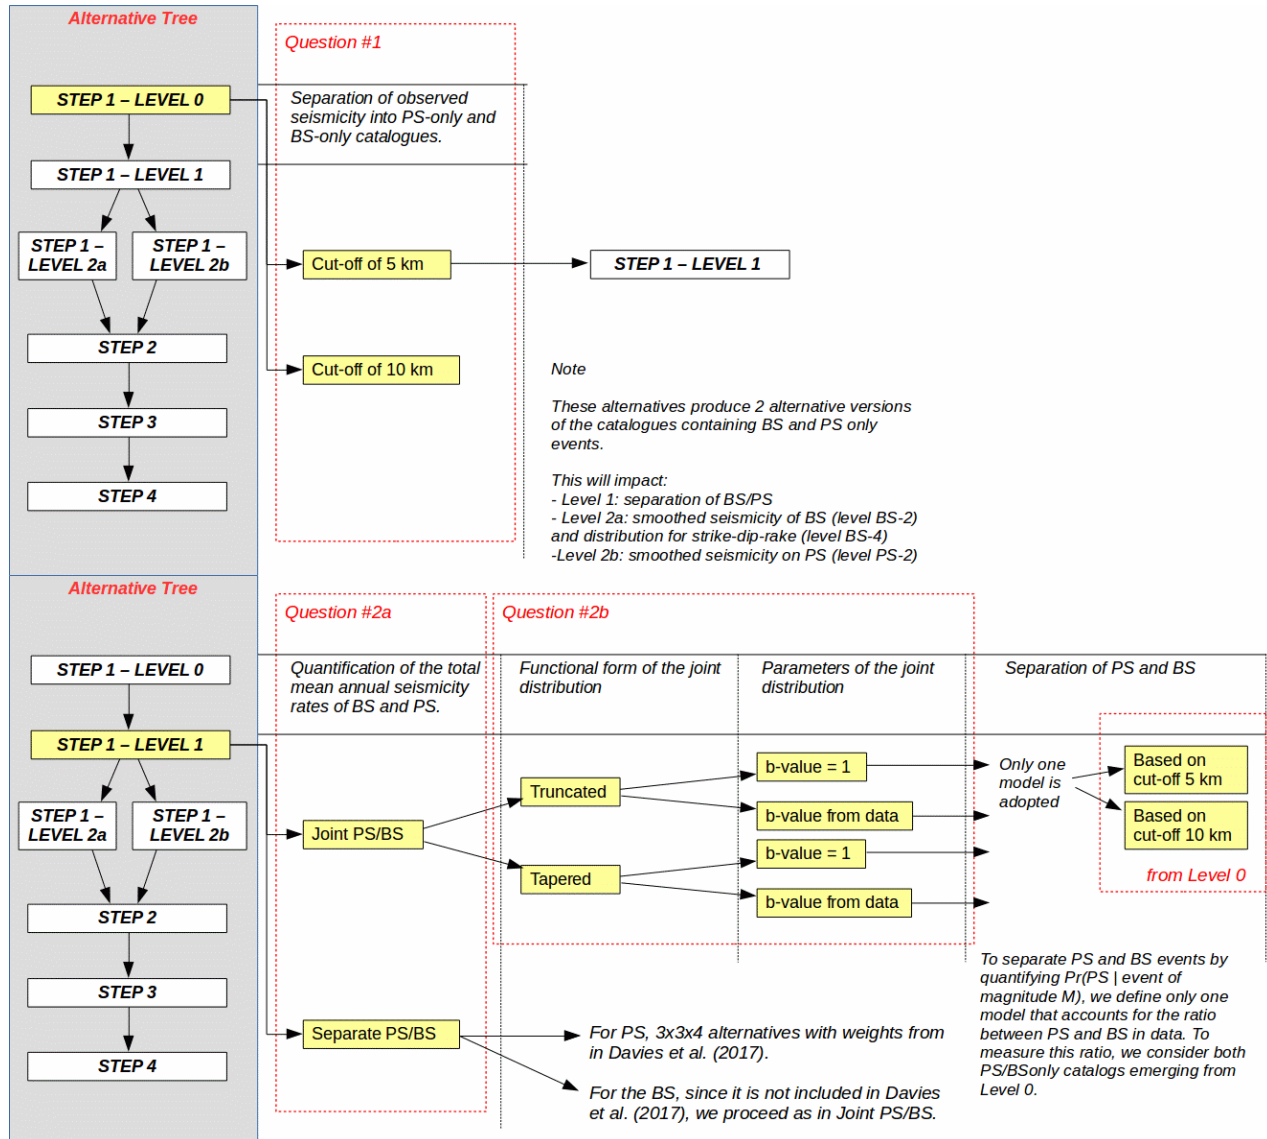 Alternative Tree
STEP 1 – LEVEL 0
STEP 1 – LEVEL 1
STEP 1 –
LEVEL 2a
STEP 1 –
LEVEL 2b
STEP 2
STEP 3
STEP 4
Question #1
Separation of observed
seismicity into PS-only and
BS-only catalogues.
Cut-off of 5 km
STEP 1 – LEVEL 1
Cut-off of 10 km
Note
These alternatives produce 2 alternative versions
of the catalogues containing BS and PS only
events.
This will impact:
- Level 1: separation of BS/PS
- Level 2a: smoothed seismicity of BS (level BS-2)
and distribution for strike-dip-rake (level BS-4)
-Level 2b: smoothed seismicity on PS (level PS-2)
Alternative Tree
STEP 1 – LEVEL 0
STEP 1 – LEVEL 1
STEP 1 –
LEVEL 2a
STEP 1 –
LEVEL 2b
STEP 2
STEP 3
STEP 4
Question #2a
Quantification of the total
mean annual seismicity
rates of BS and PS.
Joint PS/BS
Separate PS/BS
Question #2b
Functional form of the joint
distribution
Truncated
Tapered
Parameters of the joint
distribution
b-value = 1
b-value from data
b-value = 1
b-value from data
Separation of PS and BS
Only one
model is
adopted
Based on
cut-off 5 km
Based on
cut-off 10 km
from Level 0
To separate PS and BS events by
quantifying Pr(PS | event of
magnitude M), we define only one
model that accounts for the ratio
between PS and BS in data. To
measure this ratio, we consider both
PS/BSonly catalogs emerging from
Level 0.
For PS, 3x3x4 alternatives with weights from
in Davies et al. (2017).
For the BS, since it is not included in Davies
et al. (2017), we proceed as in Joint PS/BS.